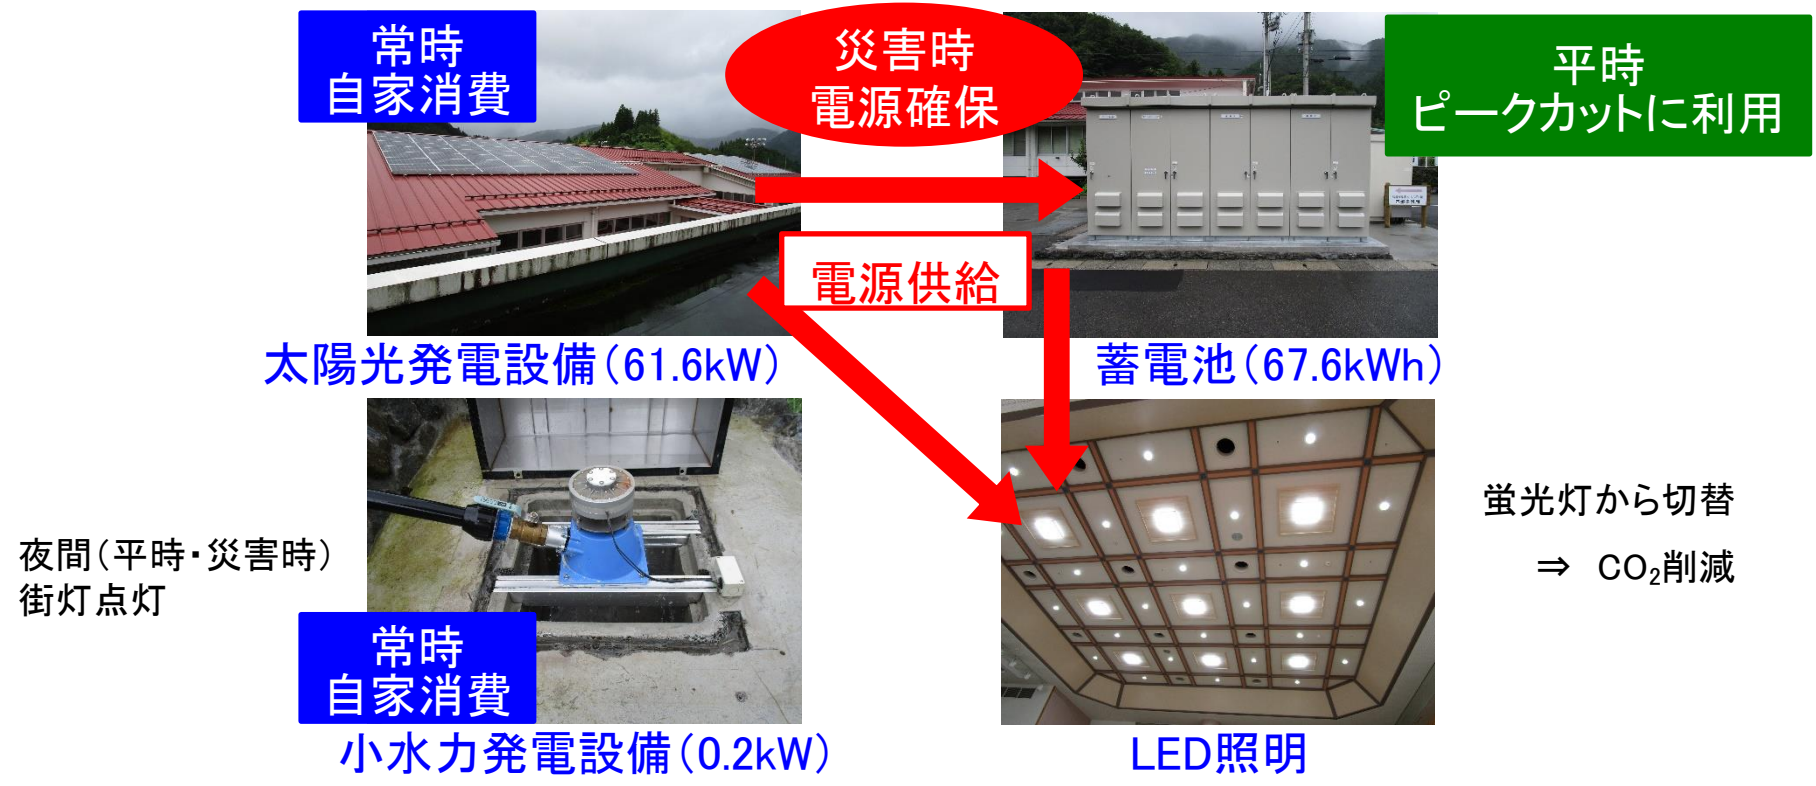 常時
自家消費
災害時
電源確保
平時
ピークカットに利用
電源供給
太陽光発電設備（61.6kW）
蓄電池（67.6kWh）
夜間（平時・災害時）
街灯点灯
蛍光灯から切替
⇒ CO₂削減
常時
自家消費
小水力発電設備（0.2kW）
LED照明